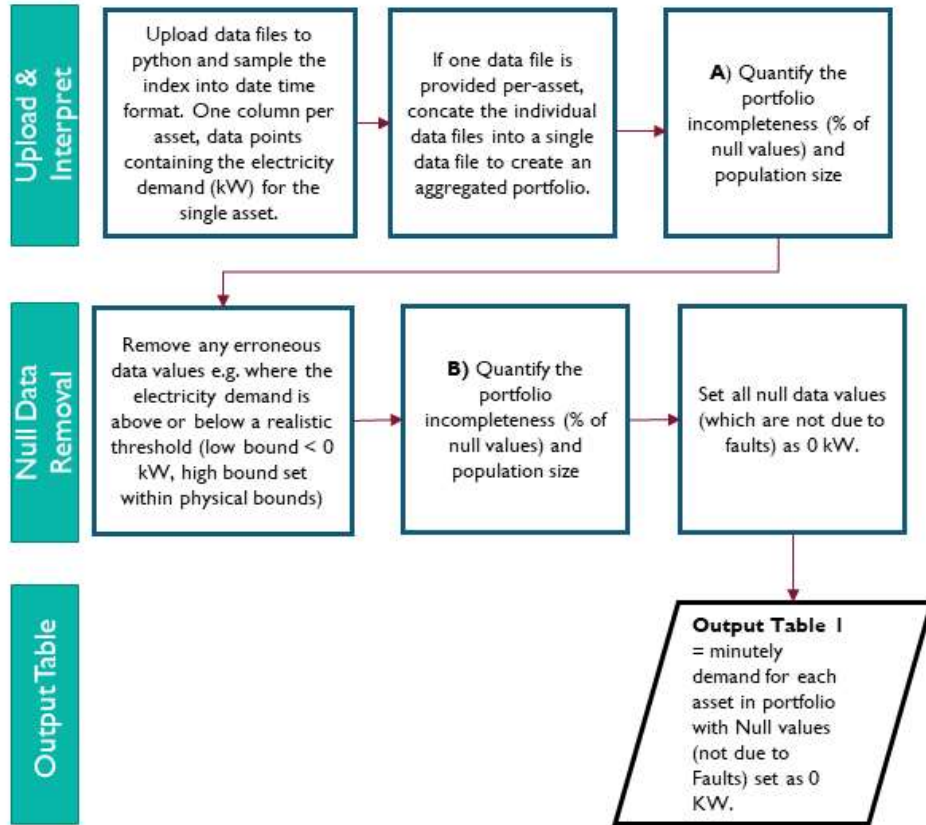 Upload &
Interpret
Upload data files to
python and sample the
index into date time
format. One column per
asset, data points
containing the electricity
demand (kW) for the
single asset.
If one data file is
provided per-asset,
concate the individual
data files into a single
data file to create an
aggregated portfolio.
A) Quantify the
portfolio
incompleteness (% of
null values) and
population size
Null Data
Removal
Remove any erroneous
data values e.g. where the
electricity demand is
above or below a realistic
threshold (low bound < 0
kW, high bound set
within physical bounds)
B) Quantify the
portfolio
incompleteness (% of
null values) and
population size
Set all null data values
(which are not due to
faults) as 0 kW.
Output Table
Output Table 1
= minutely
demand for each
asset in portfolio
with Null values
(not due to
Faults) set as 0
KW.